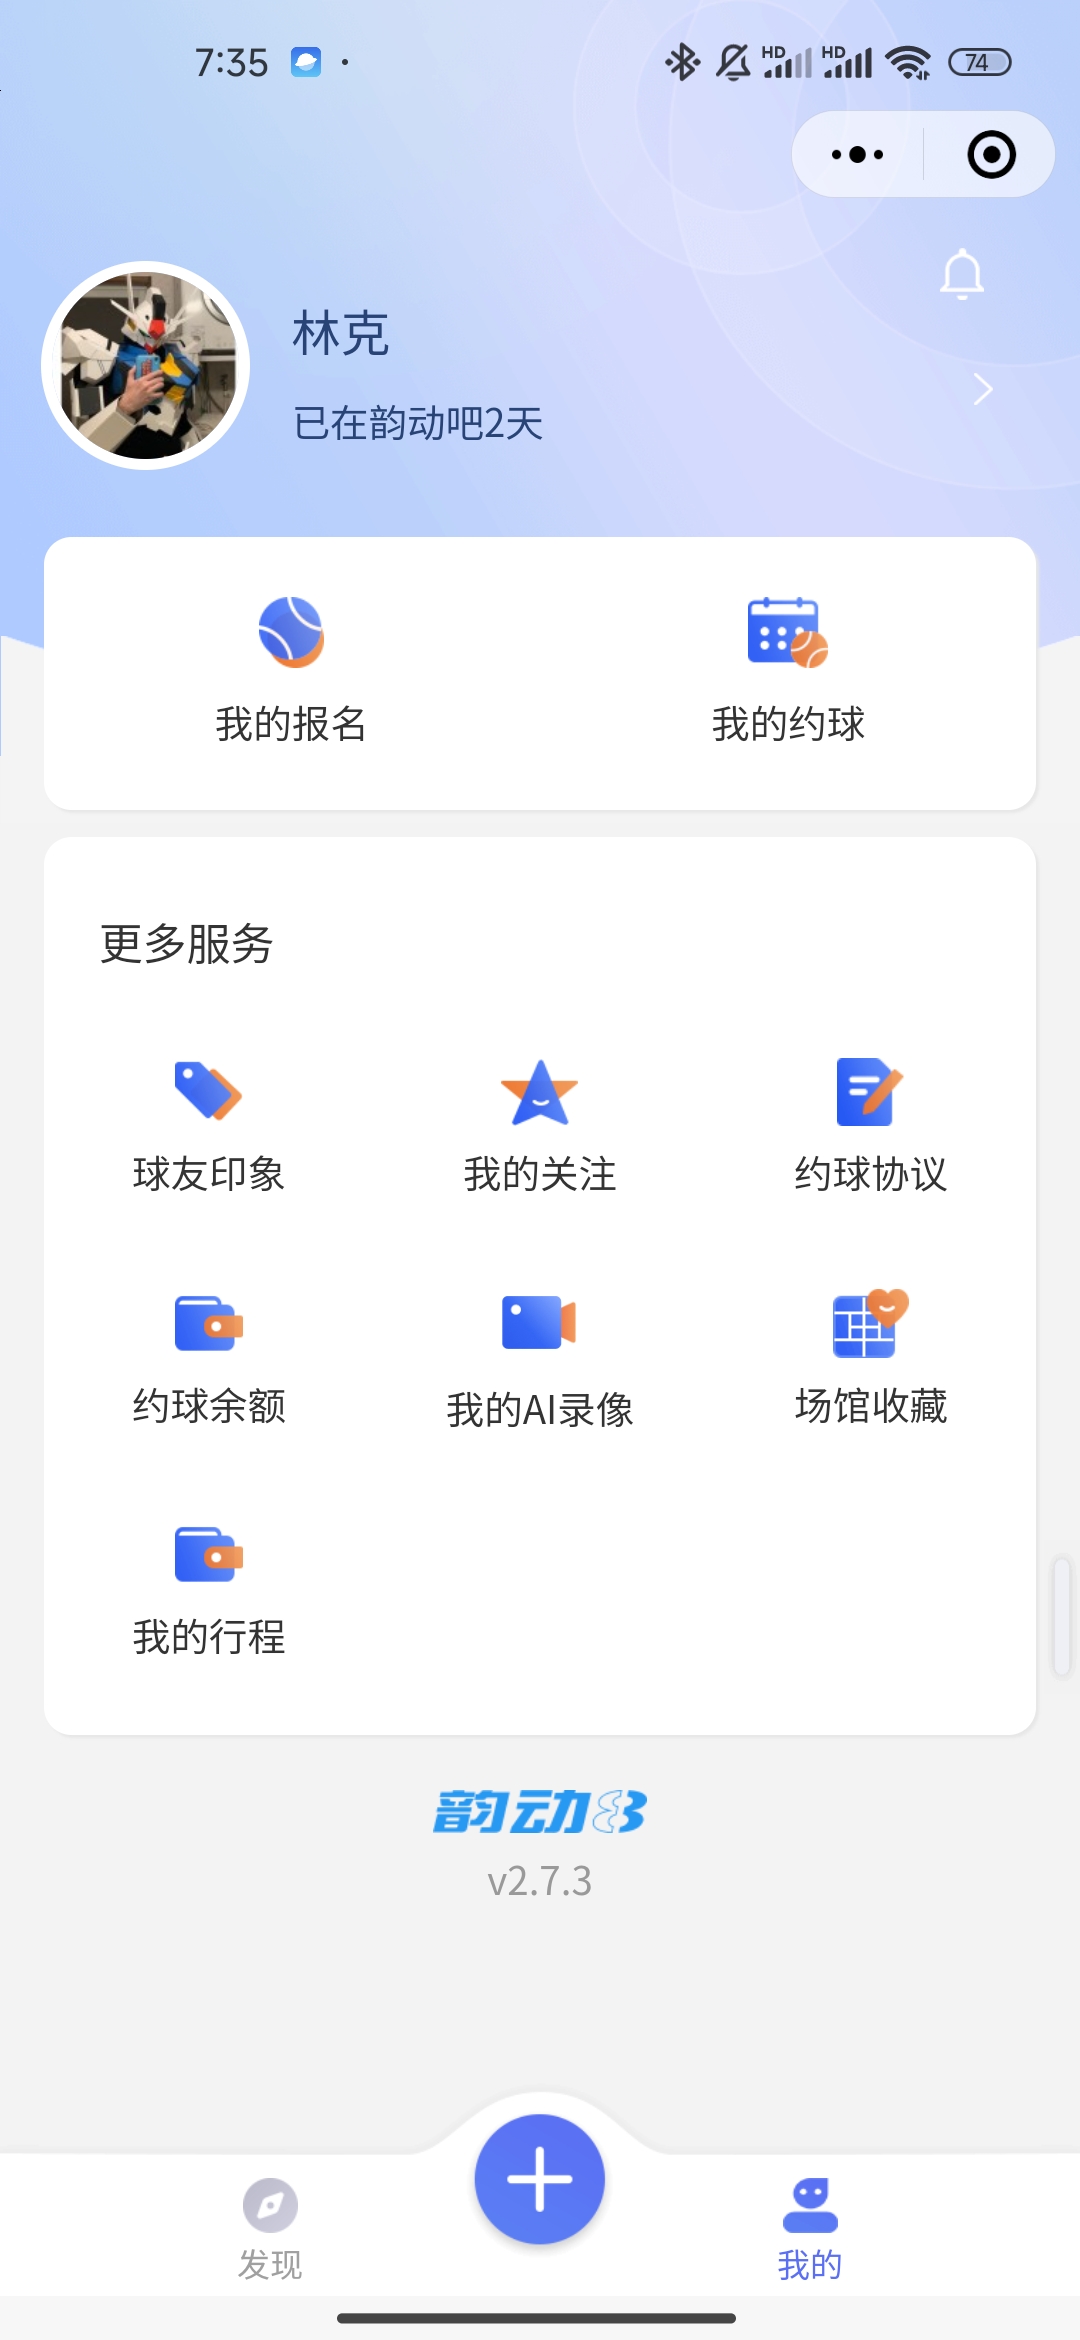 7:35
HD HD 74
林克
已在韵动吧2天
我的报名 我的约球
更多服务
球友印象 我的关注 约球协议
约球余额 我的AI录像 场馆收藏
我的行程
韵动8
v2.7.3
发现 我的